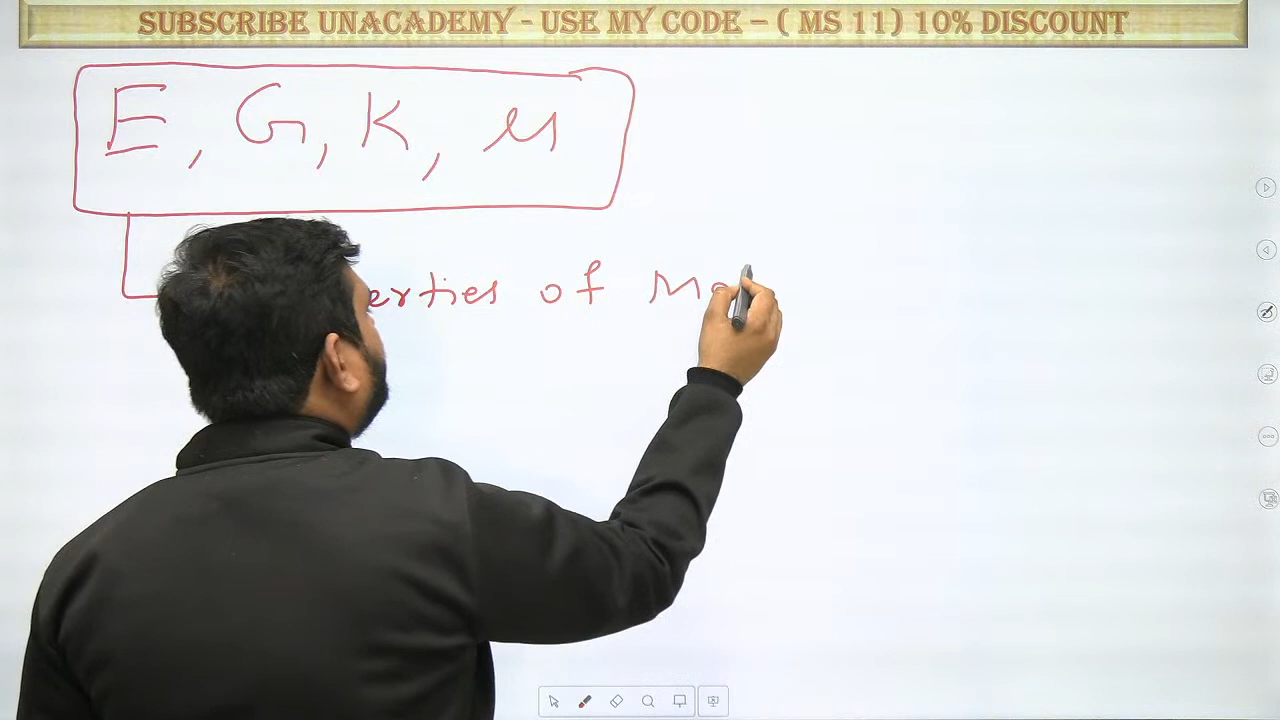 SUBSCRIBE UNACADEMY - USE MY CODE – ( MS 11) 10% DISCOUNT
E, G, K, μ
erties of M